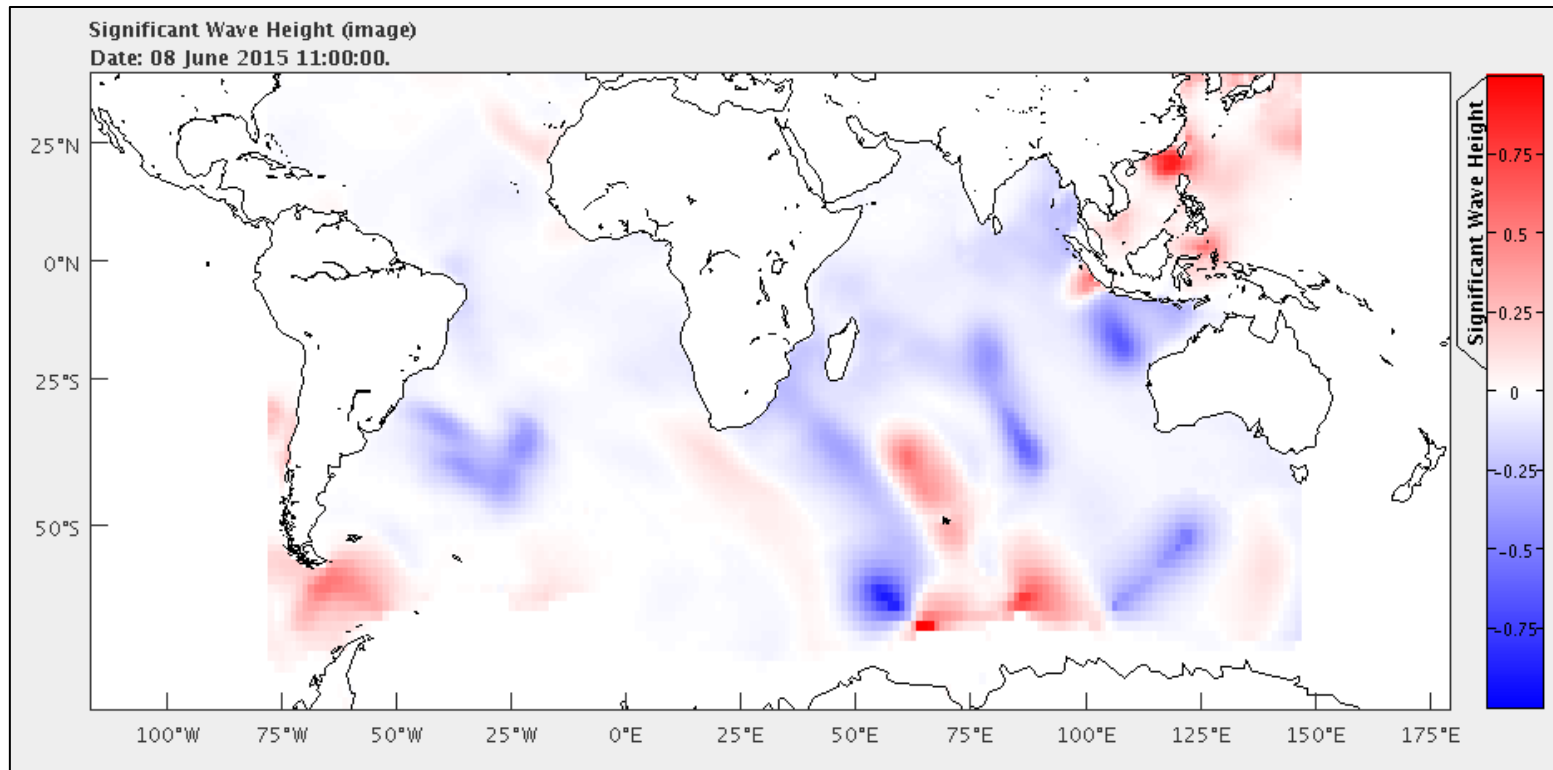 Significant Wave Height (image)
Date: 08 June 2015 11:00:00.
25°N
0°N
25°S
50°S
100°W
75°W
50°W
25°W
0°E
25°E
50°E
75°E
100°E
125°E
150°E
175°E
Significant Wave Height
0.75
0.5
0.25
0
-0.25
-0.5
-0.75